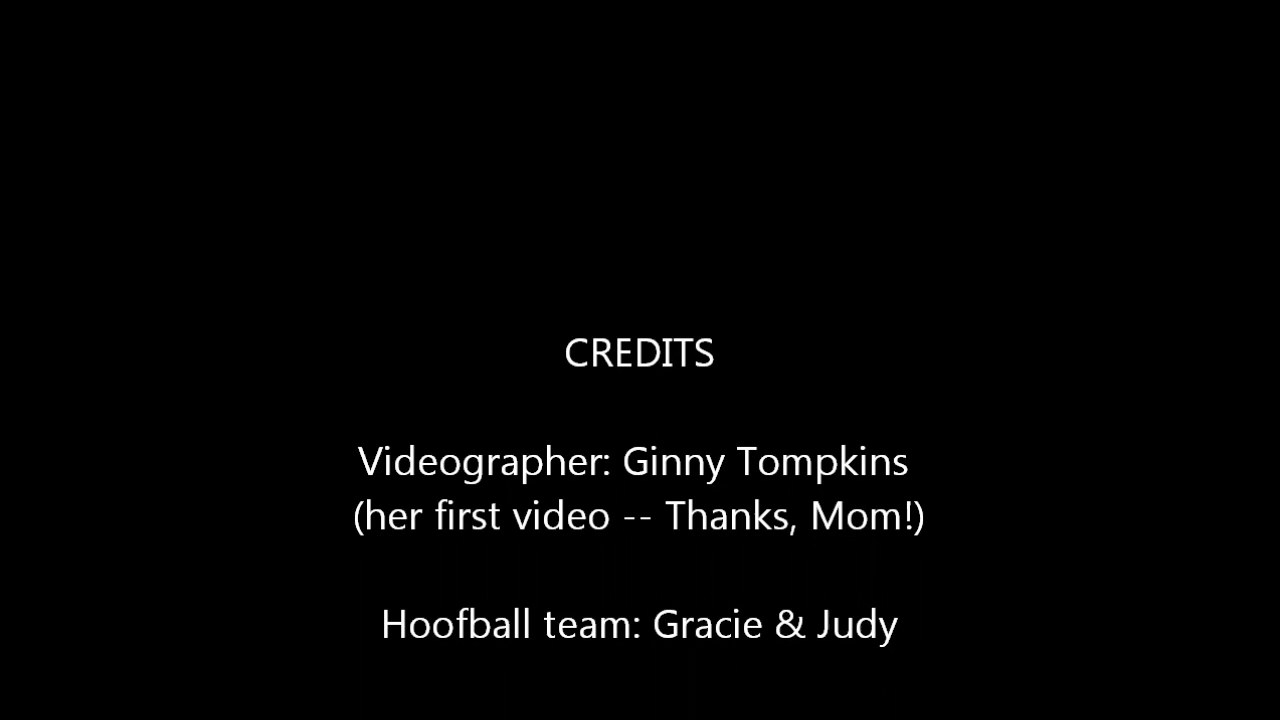 CREDITS
Videographer: Ginny Tompkins
(her first video -- Thanks, Mom!)
Hoofball team: Gracie & Judy